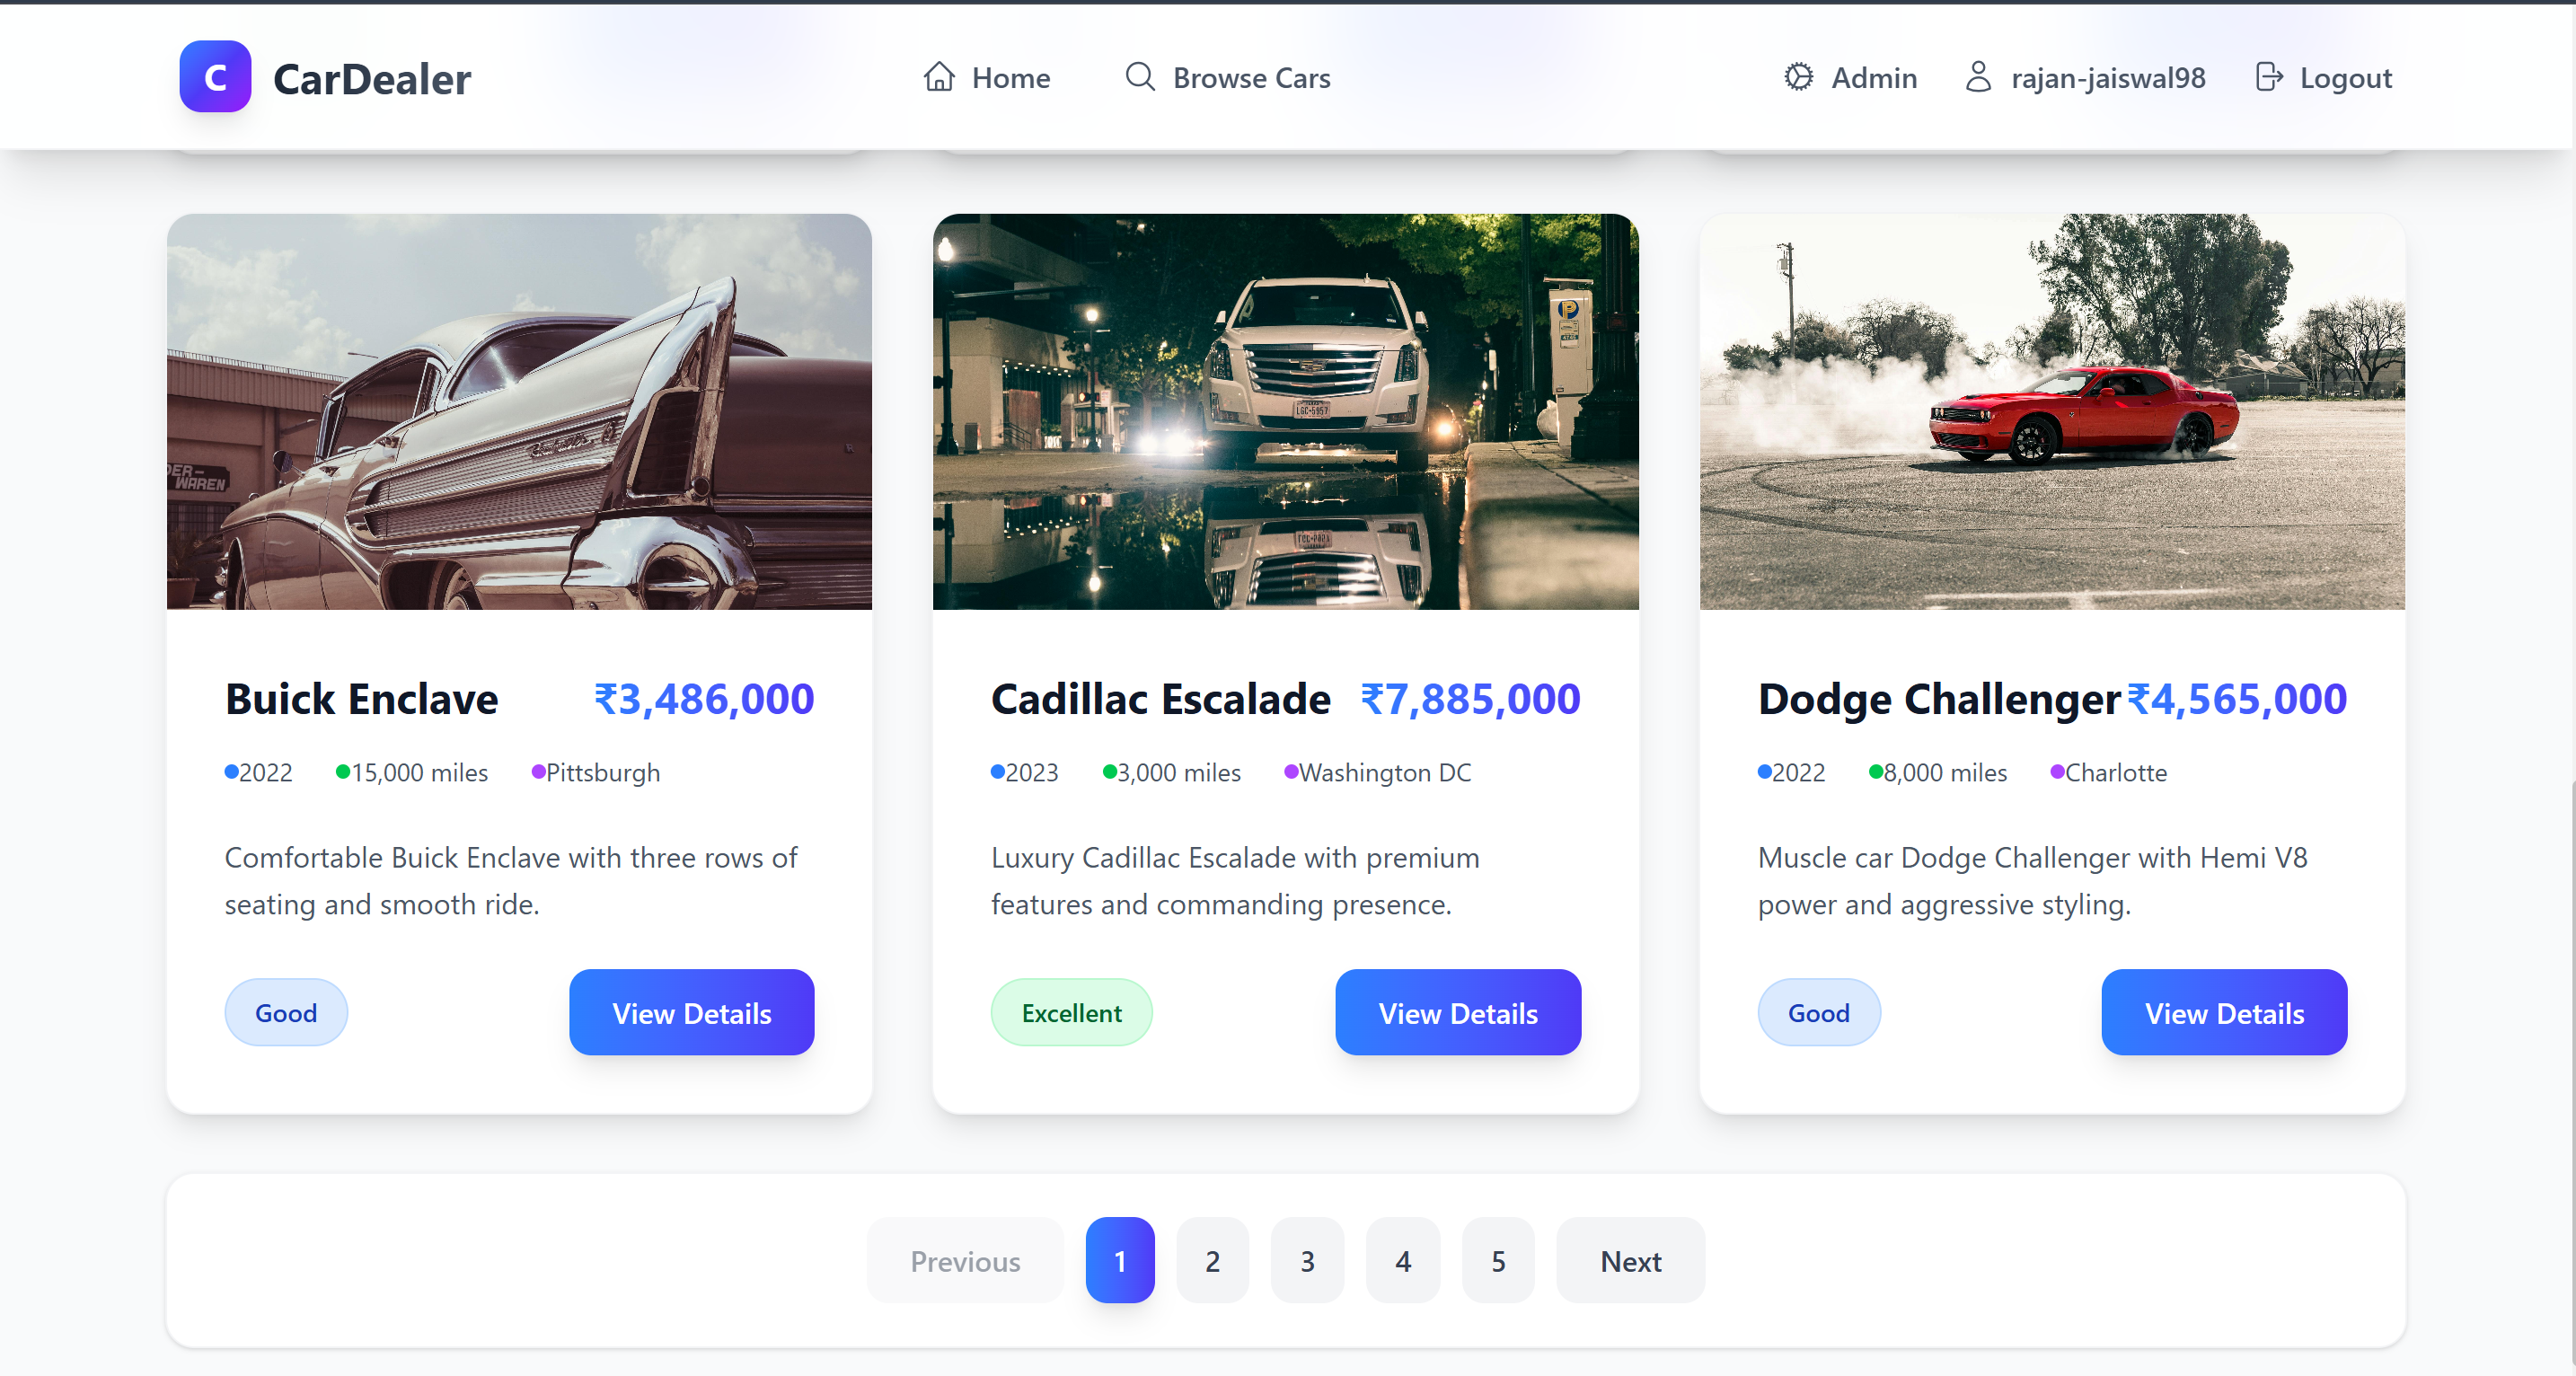 C CarDealer
Home
Browse Cars
Admin
rajan-jaiswal98
Logout
DER-
WAREN
P
Buick Enclave ₹3,486,000
2022 15,000 miles Pittsburgh
Comfortable Buick Enclave with three rows of
seating and smooth ride.
Good View Details
Cadillac Escalade ₹7,885,000
2023 3,000 miles Washington DC
Luxury Cadillac Escalade with premium
features and commanding presence.
Excellent View Details
Dodge Challenger ₹4,565,000
2022 8,000 miles Charlotte
Muscle car Dodge Challenger with Hemi V8
power and aggressive styling.
Good View Details
Previous 1 2 3 4 5 Next